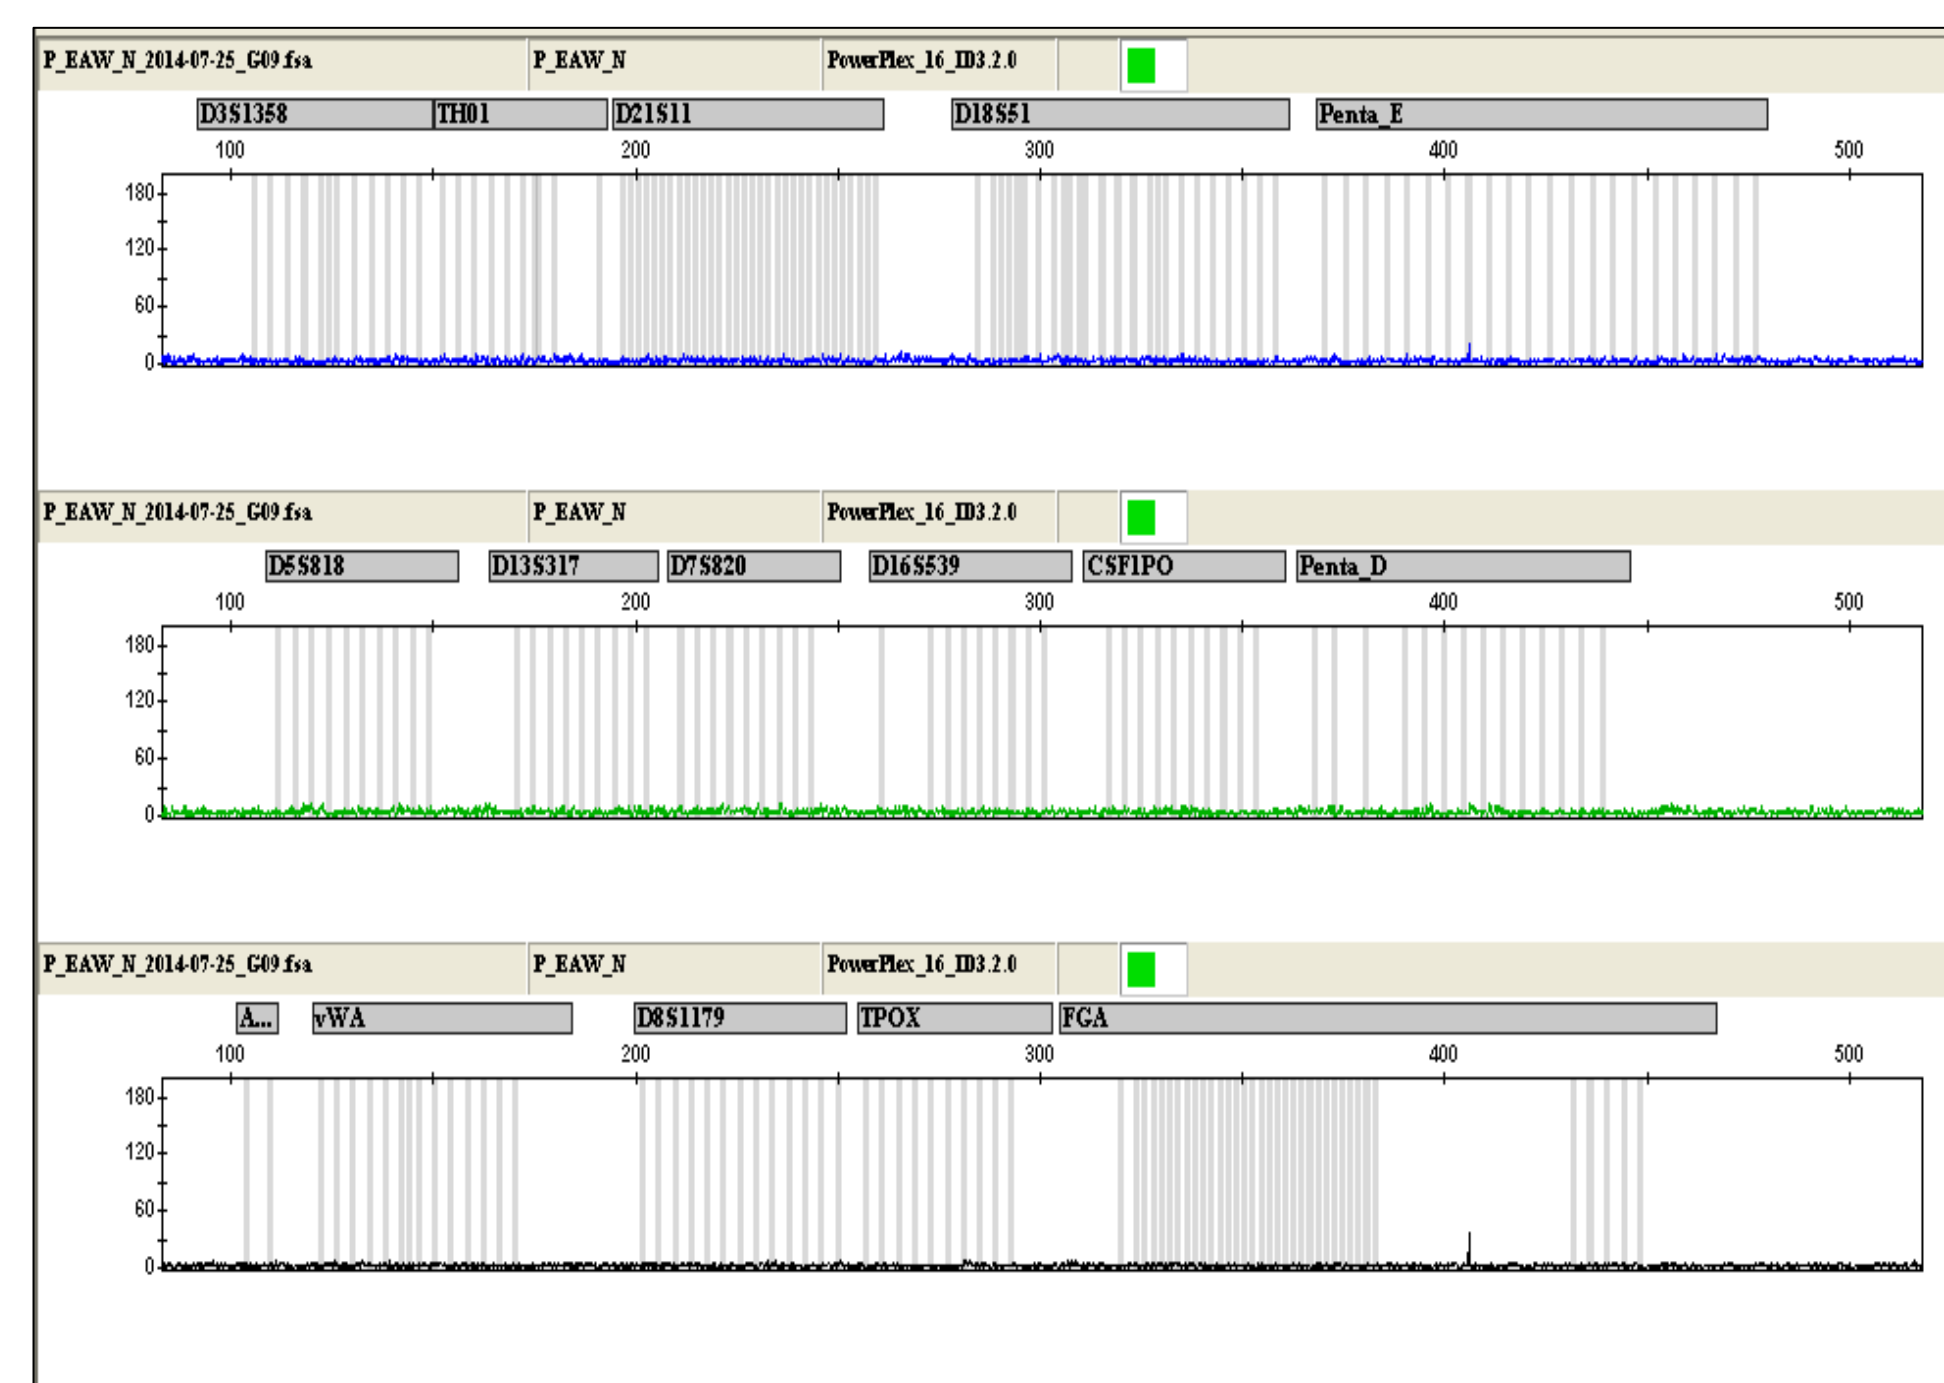 P_EAW_N_2014-07-25_G09.fsa P_EAW_N PowerPlex_16_ID3.2.0
D3S1358 TH01 D21S11 D18S51 Penta_E
100 200 300 400 500
180
120
60
0
P_EAW_N_2014-07-25_G09.fsa P_EAW_N PowerPlex_16_ID3.2.0
D5S818 D13S317 D7S820 D16S539 CSF1PO Penta_D
100 200 300 400 500
180
120
60
0
P_EAW_N_2014-07-25_G09.fsa P_EAW_N PowerPlex_16_ID3.2.0
A... vWA D8S1179 TPOX FGA
100 200 300 400 500
180
120
60
0